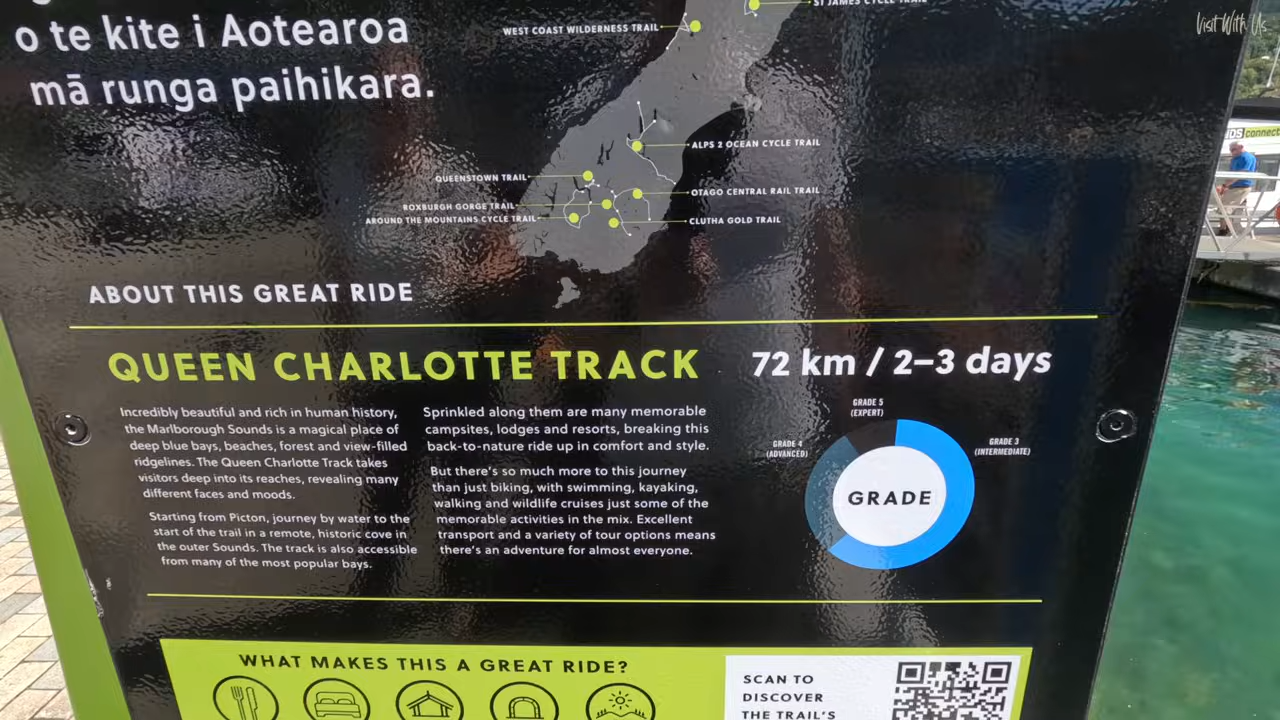 o te kite i Aotearoa
mā runga paihikara.
ST JAMES CYCLE TRAIL
WEST COAST WILDERNESS TRAIL
ALPS 2 OCEAN CYCLE TRAIL
QUEENSTOWN TRAIL
OTAGO CENTRAL RAIL TRAIL
ROXBURGH GORGE TRAIL
AROUND THE MOUNTAINS CYCLE TRAIL
CLUTHA GOLD TRAIL
Visit With Us
connect
ABOUT THIS GREAT RIDE
QUEEN CHARLOTTE TRACK
72 km / 2–3 days
Incredibly beautiful and rich in human history,
the Marlborough Sounds is a magical place of
deep blue bays, beaches, forest and view-filled
ridgelines. The Queen Charlotte Track takes
visitors deep into its reaches, revealing many
different faces and moods.
Starting from Picton, journey by water to the
start of the trail in a remote, historic cove in
the outer Sounds. The track is also accessible
from many of the most popular bays.
Sprinkled along them are many memorable
campsites, lodges and resorts, breaking this
back-to-nature ride up in comfort and style.
But there's so much more to this journey
than just biking, with swimming, kayaking,
walking and wildlife cruises just some of the
memorable activities in the mix. Excellent
transport and a variety of tour options means
there's an adventure for almost everyone.
GRADE 5
(EXPERT)
GRADE 4
(ADVANCED)
GRADE 3
(INTERMEDIATE)
GRADE
WHAT MAKES THIS A GREAT RIDE?
SCAN TO
DISCOVER
THE TRAIL'S